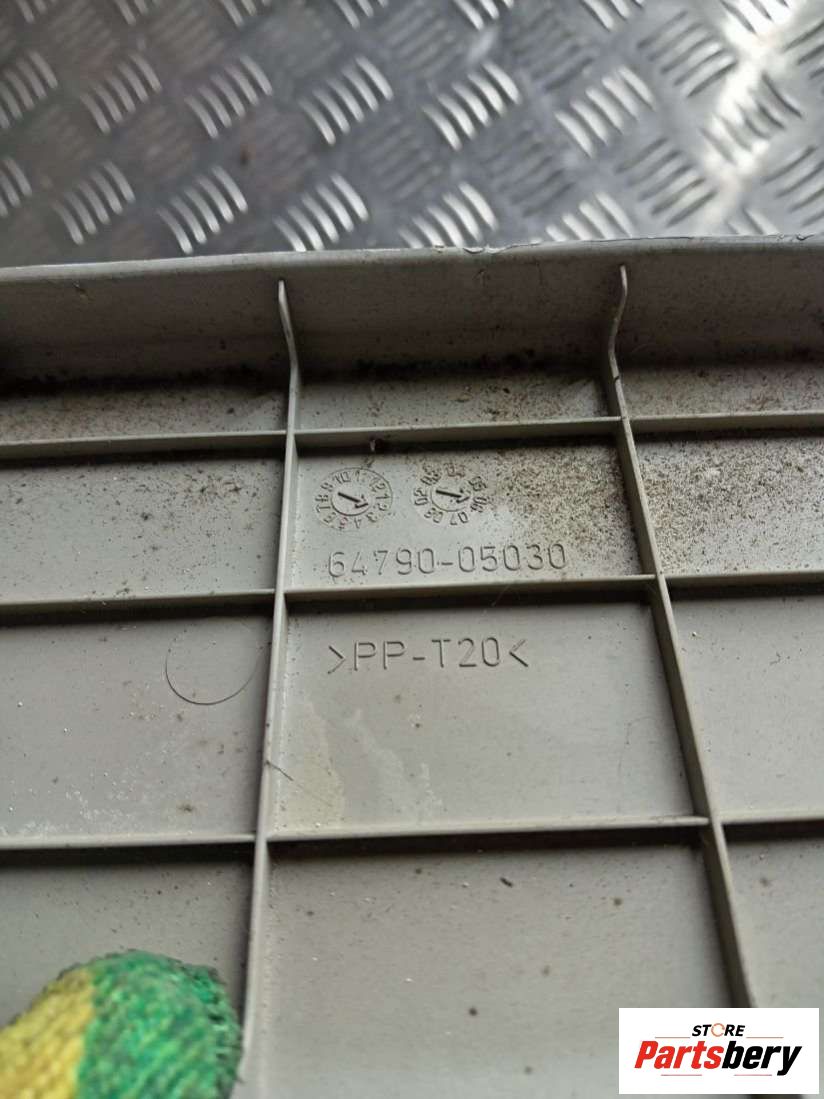 64790-05030
>PP-T20<
STORE
Partsbery